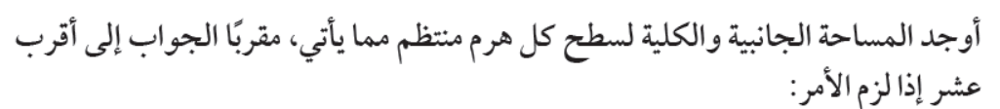 أوجد المساحة الجانبية والكلية لسطح كل هرم منتظم مما يأتي، مقربًا الجواب إلى أقرب
عشر إذا لزم الأمر: